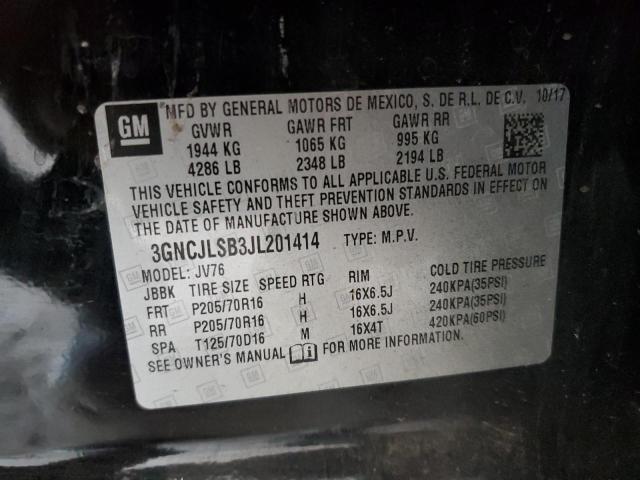 GM
MFD BY GENERAL MOTORS DE MEXICO, S. DE R.L. DE C.V. 10/17
GVWR GAWR FRT GAWR RR
1944 KG 1065 KG 995 KG
4286 LB 2348 LB 2194 LB
THIS VEHICLE CONFORMS TO ALL APPLICABLE U.S. FEDERAL MOTOR
VEHICLE SAFETY AND THEFT PREVENTION STANDARDS IN EFFECT ON
THE DATE OF MANUFACTURE SHOWN ABOVE.
3GNCJLSB3JL201414 TYPE: M.P.V.
MODEL: JV76
JBBK TIRE SIZE SPEED RTG RIM COLD TIRE PRESSURE
FRT P205/70R16 H 16X6.5J 240KPA(35PSI)
RR P205/70R16 H 16X6.5J 240KPA(35PSI)
SPA T125/70D16 M 16X4T 420KPA(60PSI)
SEE OWNER'S MANUAL FOR MORE INFORMATION.